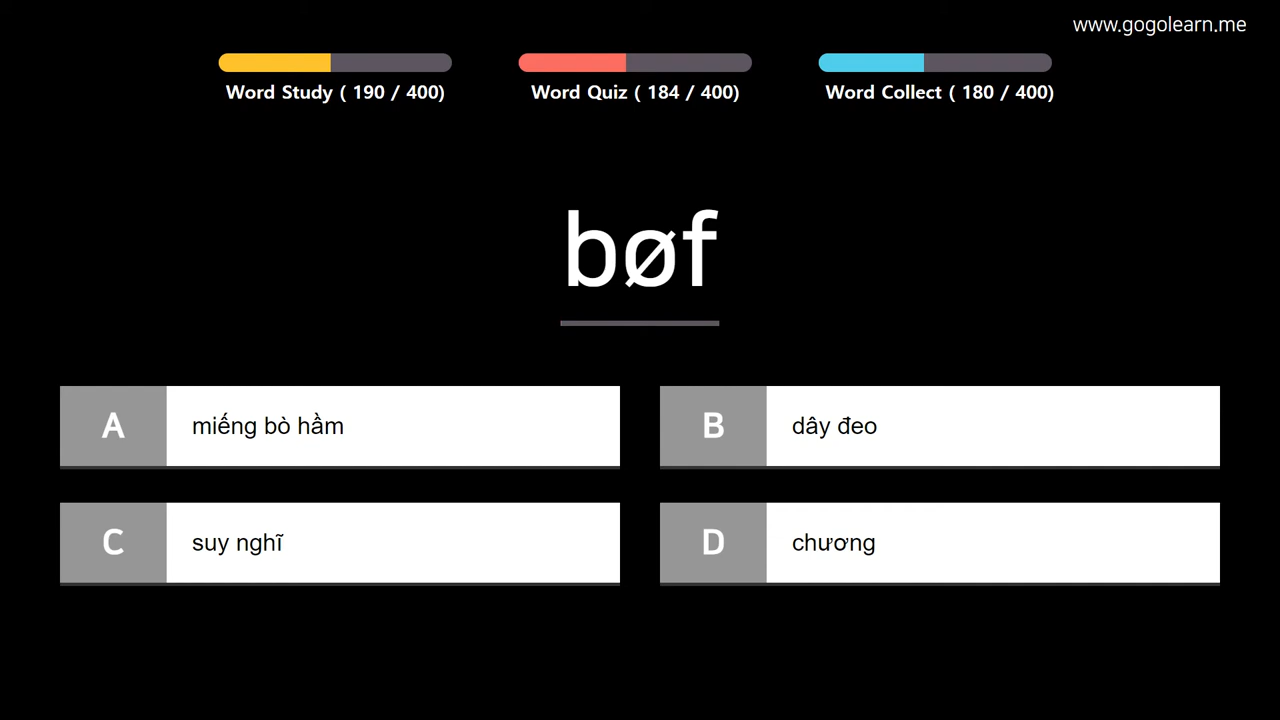 www.gogolearn.me
Word Study ( 190 / 400)
Word Quiz ( 184 / 400)
Word Collect ( 180 / 400)
bøf
A
miếng bò hầm
B
dây đeo
C
suy nghĩ
D
chương